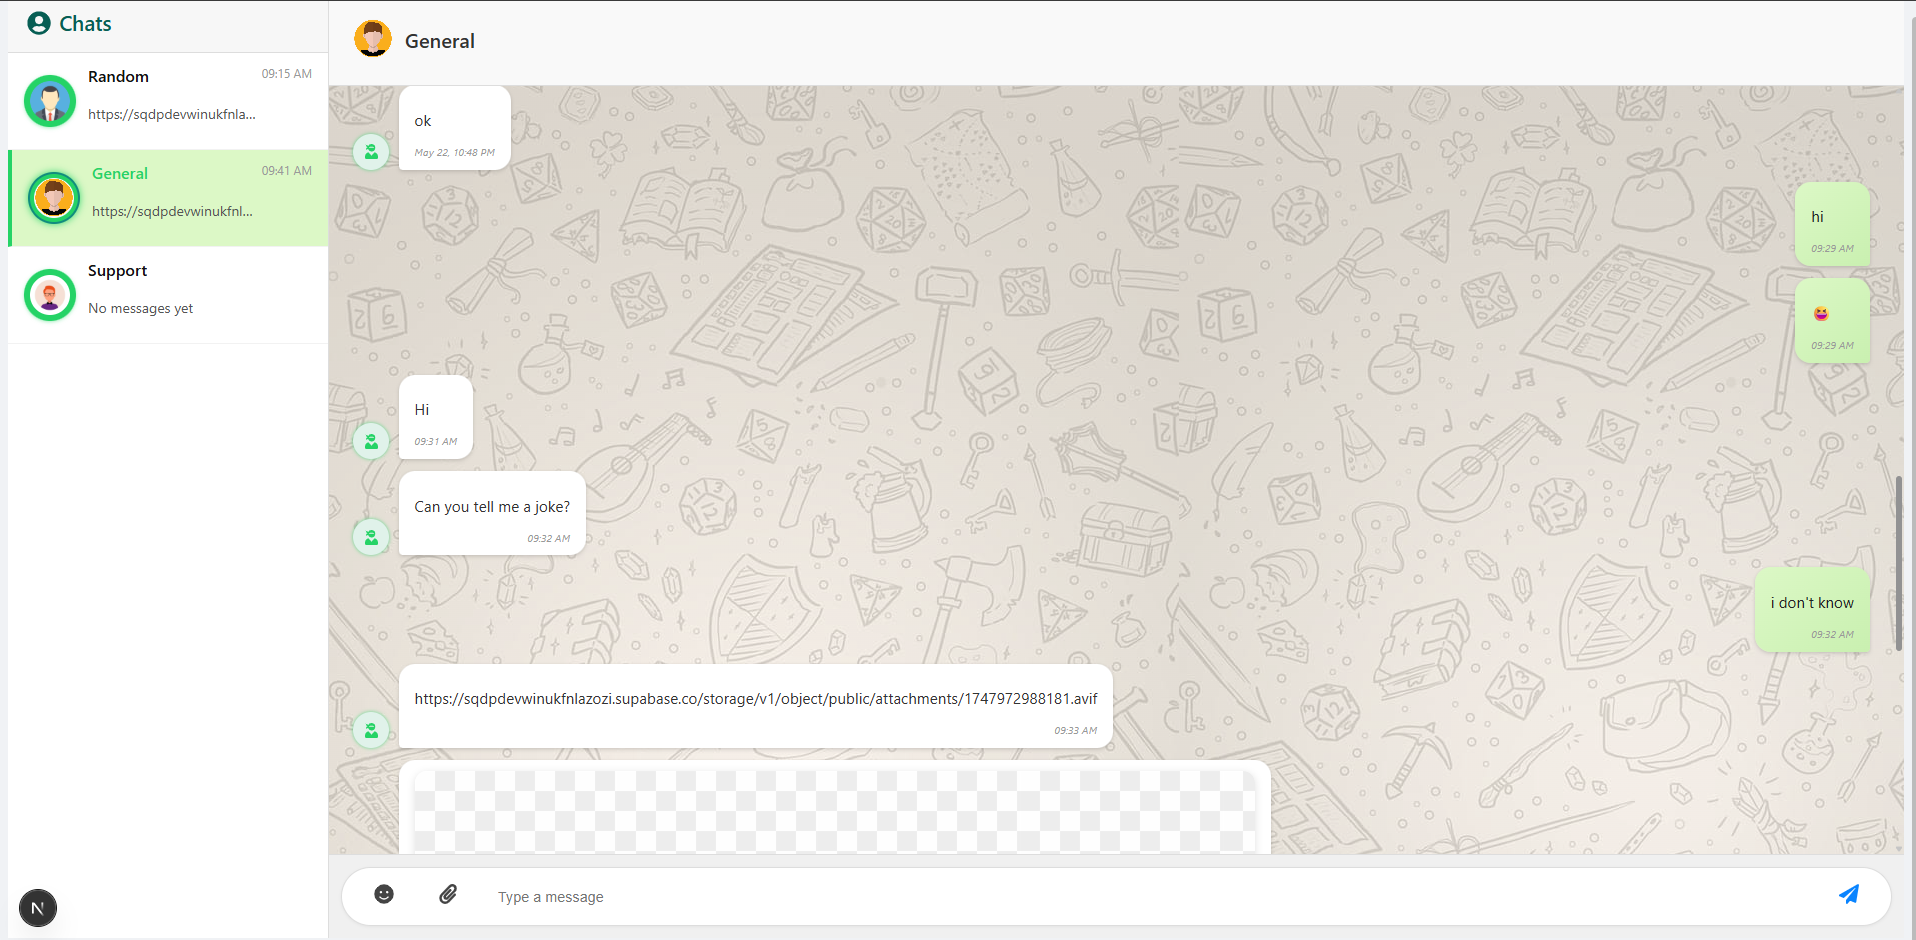 Chats
Random
09:15 AM
https://sqdpdevwinukfnla...
General
09:41 AM
https://sqdpdevwinukfnl...
Support
No messages yet
N
General
ok
May 22, 10:48 PM
hi
09:29 AM
😆
09:29 AM
Hi
09:31 AM
Can you tell me a joke?
09:32 AM
i don't know
09:32 AM
https://sqdpdevwinukfnlazozi.supabase.co/storage/v1/object/public/attachments/1747972988181.avif
09:33 AM
Type a message